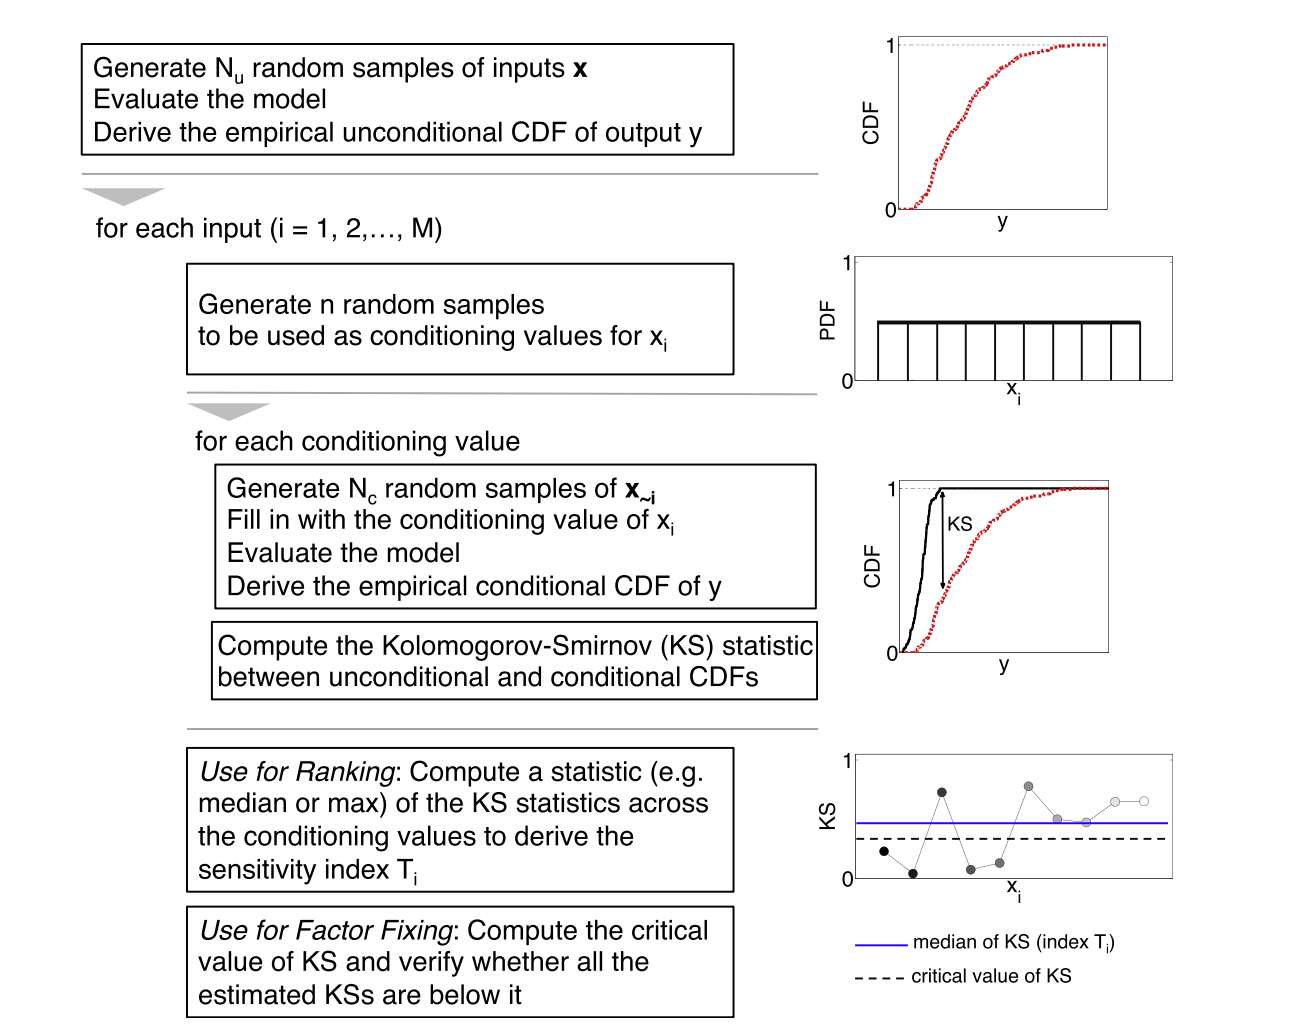 Generate Nu random samples of inputs x
Evaluate the model
Derive the empirical unconditional CDF of output y
1
CDF
0
y
for each input (i = 1, 2,..., M)
Generate n random samples
to be used as conditioning values for xi
1
PDF
0
xi
for each conditioning value
Generate Nc random samples of x~i
Fill in with the conditioning value of xi
Evaluate the model
Derive the empirical conditional CDF of y
Compute the Kolomogorov-Smirnov (KS) statistic
between unconditional and conditional CDFs
1
KS
CDF
0
y
Use for Ranking: Compute a statistic (e.g.
median or max) of the KS statistics across
the conditioning values to derive the
sensitivity index Ti
1
KS
0
xi
Use for Factor Fixing: Compute the critical
value of KS and verify whether all the
estimated KSs are below it
median of KS (index Ti)
critical value of KS